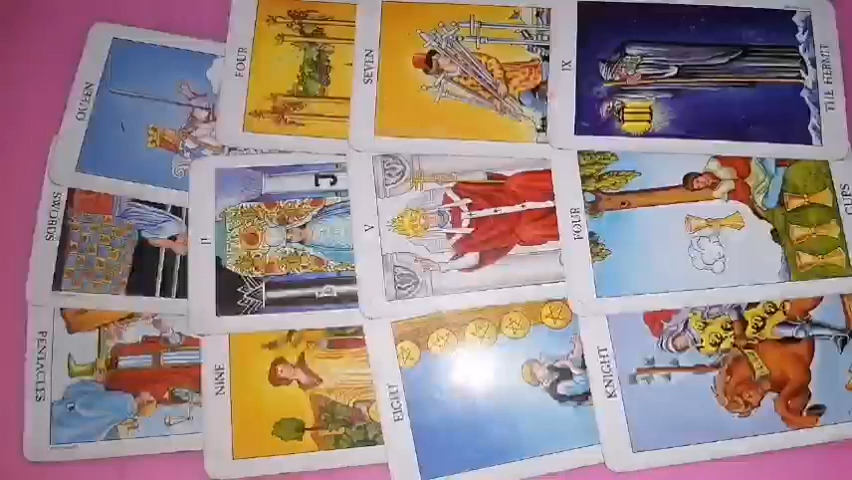 QUEEN
FOUR
SEVEN
IX
THE HERMIT
SWORDS
II
J
B
V
FOUR
CUPS
PENTACLES
NINE
EIGHT
KNIGHT